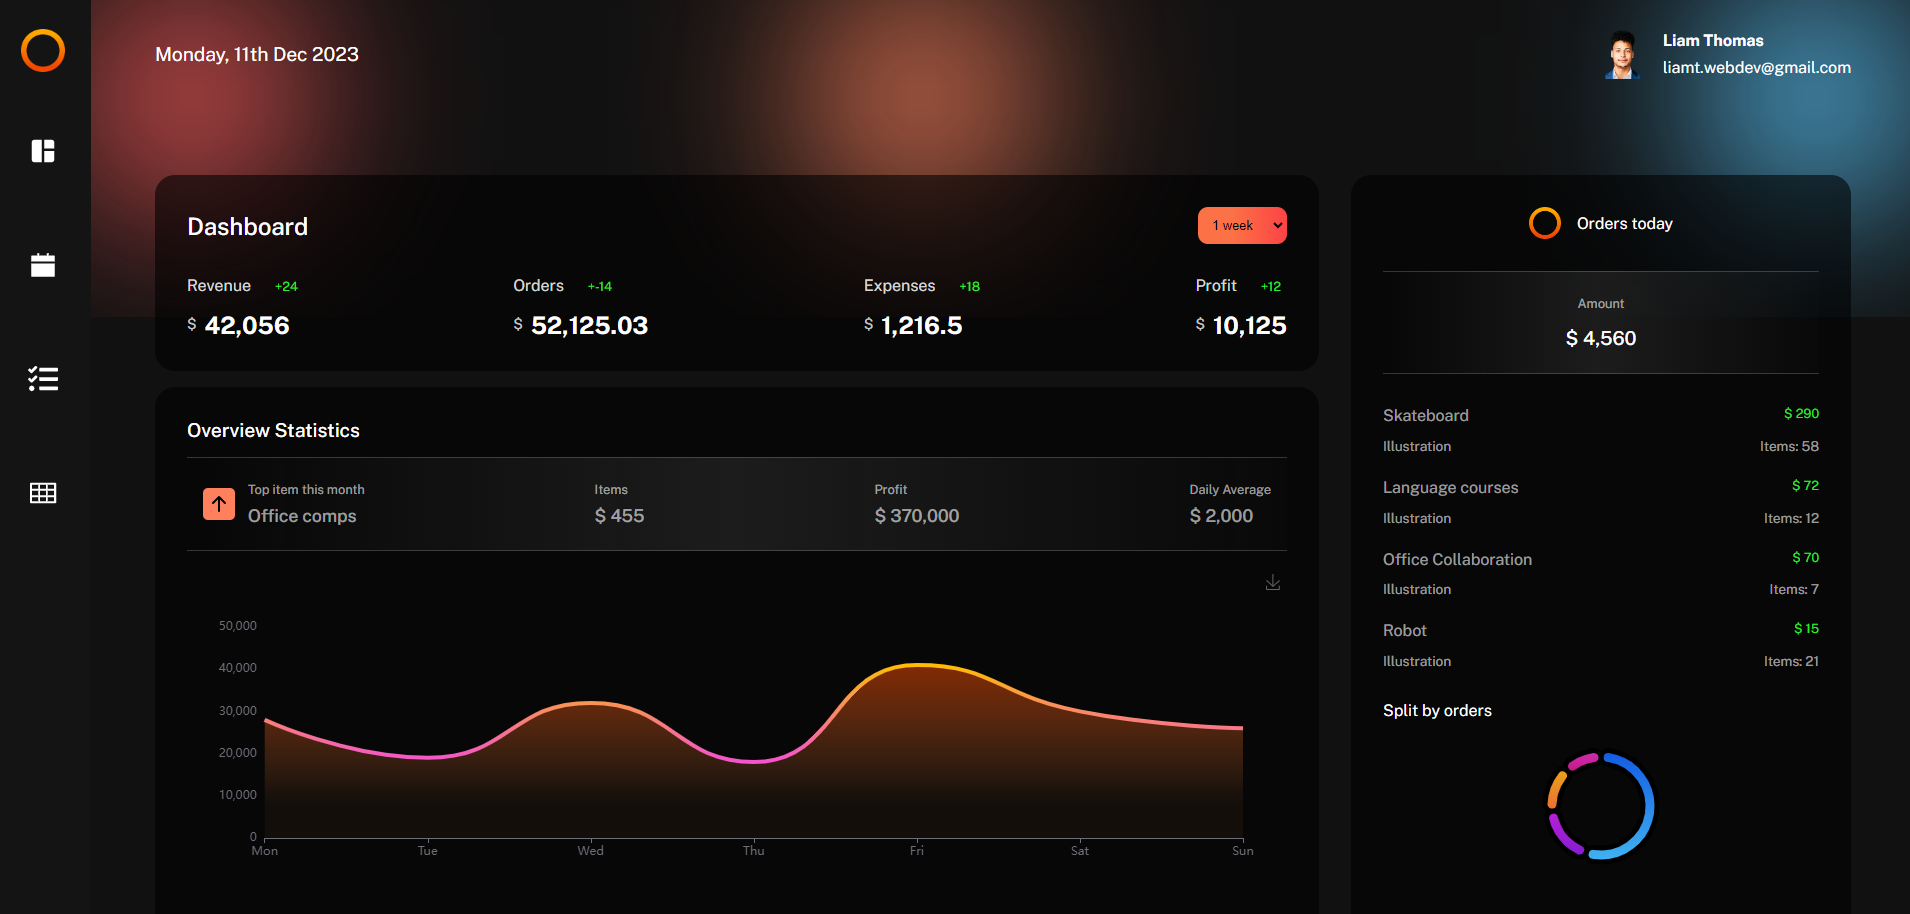 Monday, 11th Dec 2023
Liam Thomas
liamt.webdev@gmail.com
Dashboard
1 week
Revenue +24
$ 42,056
Orders +-14
$ 52,125.03
Expenses +18
$ 1,216.5
Profit +12
$ 10,125
Overview Statistics
Top item this month
Office comps
Items
$ 455
Profit
$ 370,000
Daily Average
$ 2,000
50,000
40,000
30,000
20,000
10,000
0
Mon Tue Wed Thu Fri Sat Sun
Orders today
Amount
$ 4,560
Skateboard $ 290
Illustration Items: 58
Language courses $ 72
Illustration Items: 12
Office Collaboration $ 70
Illustration Items: 7
Robot $ 15
Illustration Items: 21
Split by orders